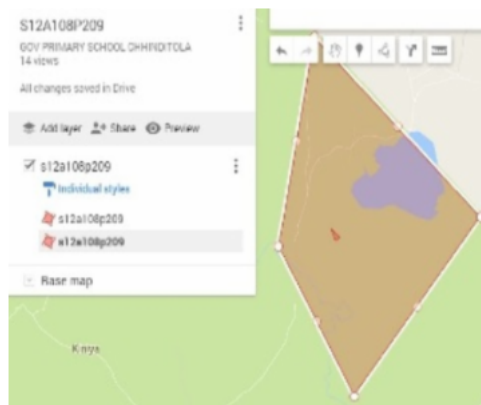 S12A108P209
GOV PRIMARY SCHOOL CHHINDITOLA
14 views
All changes saved in Drive
Add layer Share Preview
s12a108p209
Individual styles
s12a108p209
s12a108p209
Base map
Kinya